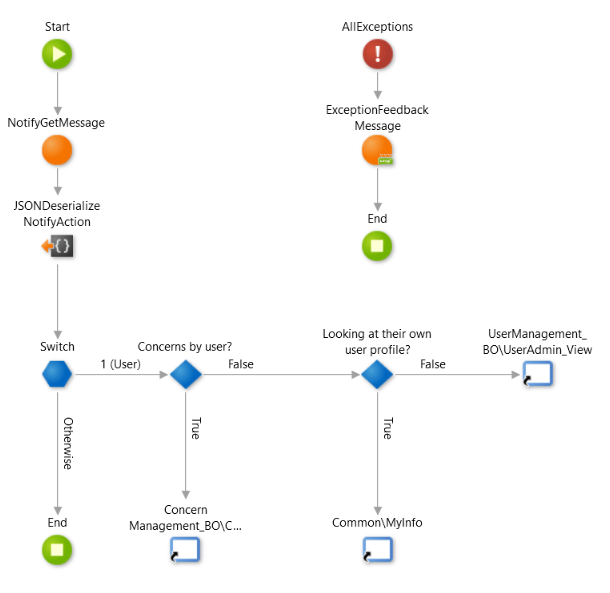 Start
AllExceptions
NotifyGetMessage
ExceptionFeedback
Message
JSONDeserialize
NotifyAction
End
Switch
1 (User)
Concerns by user?
False
Looking at their own
user profile?
False
UserManagement_
BO\UserAdmin_View
Otherwise
True
True
End
Concern
Management_BO\C...
Common\MyInfo